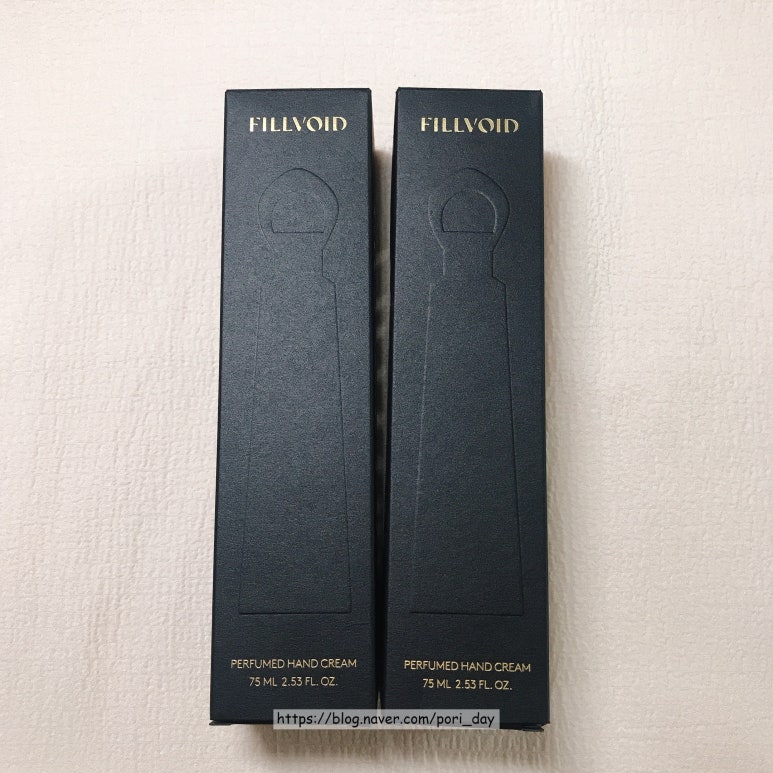 FILLVOID
PERFUMED HAND CREAM
75 ML 2.53 FL. OZ.
FILLVOID
PERFUMED HAND CREAM
75 ML 2.53 FL. OZ.
https://blog.naver.com/pori_day